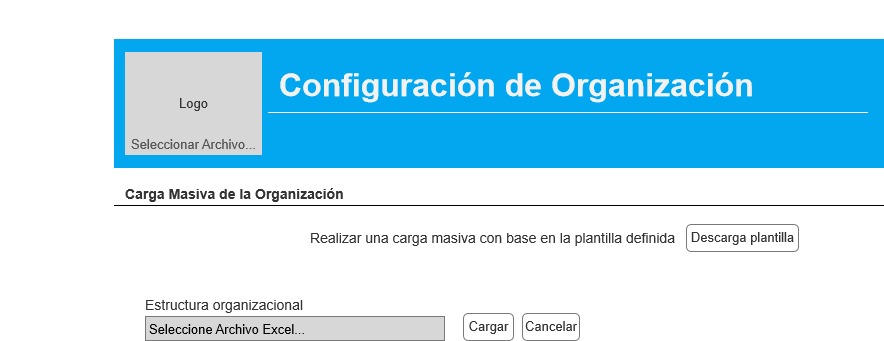 Configuración de Organización
Logo
Seleccionar Archivo...
Carga Masiva de la Organización
Realizar una carga masiva con base en la plantilla definida Descarga plantilla
Estructura organizacional
Seleccione Archivo Excel... Cargar Cancelar